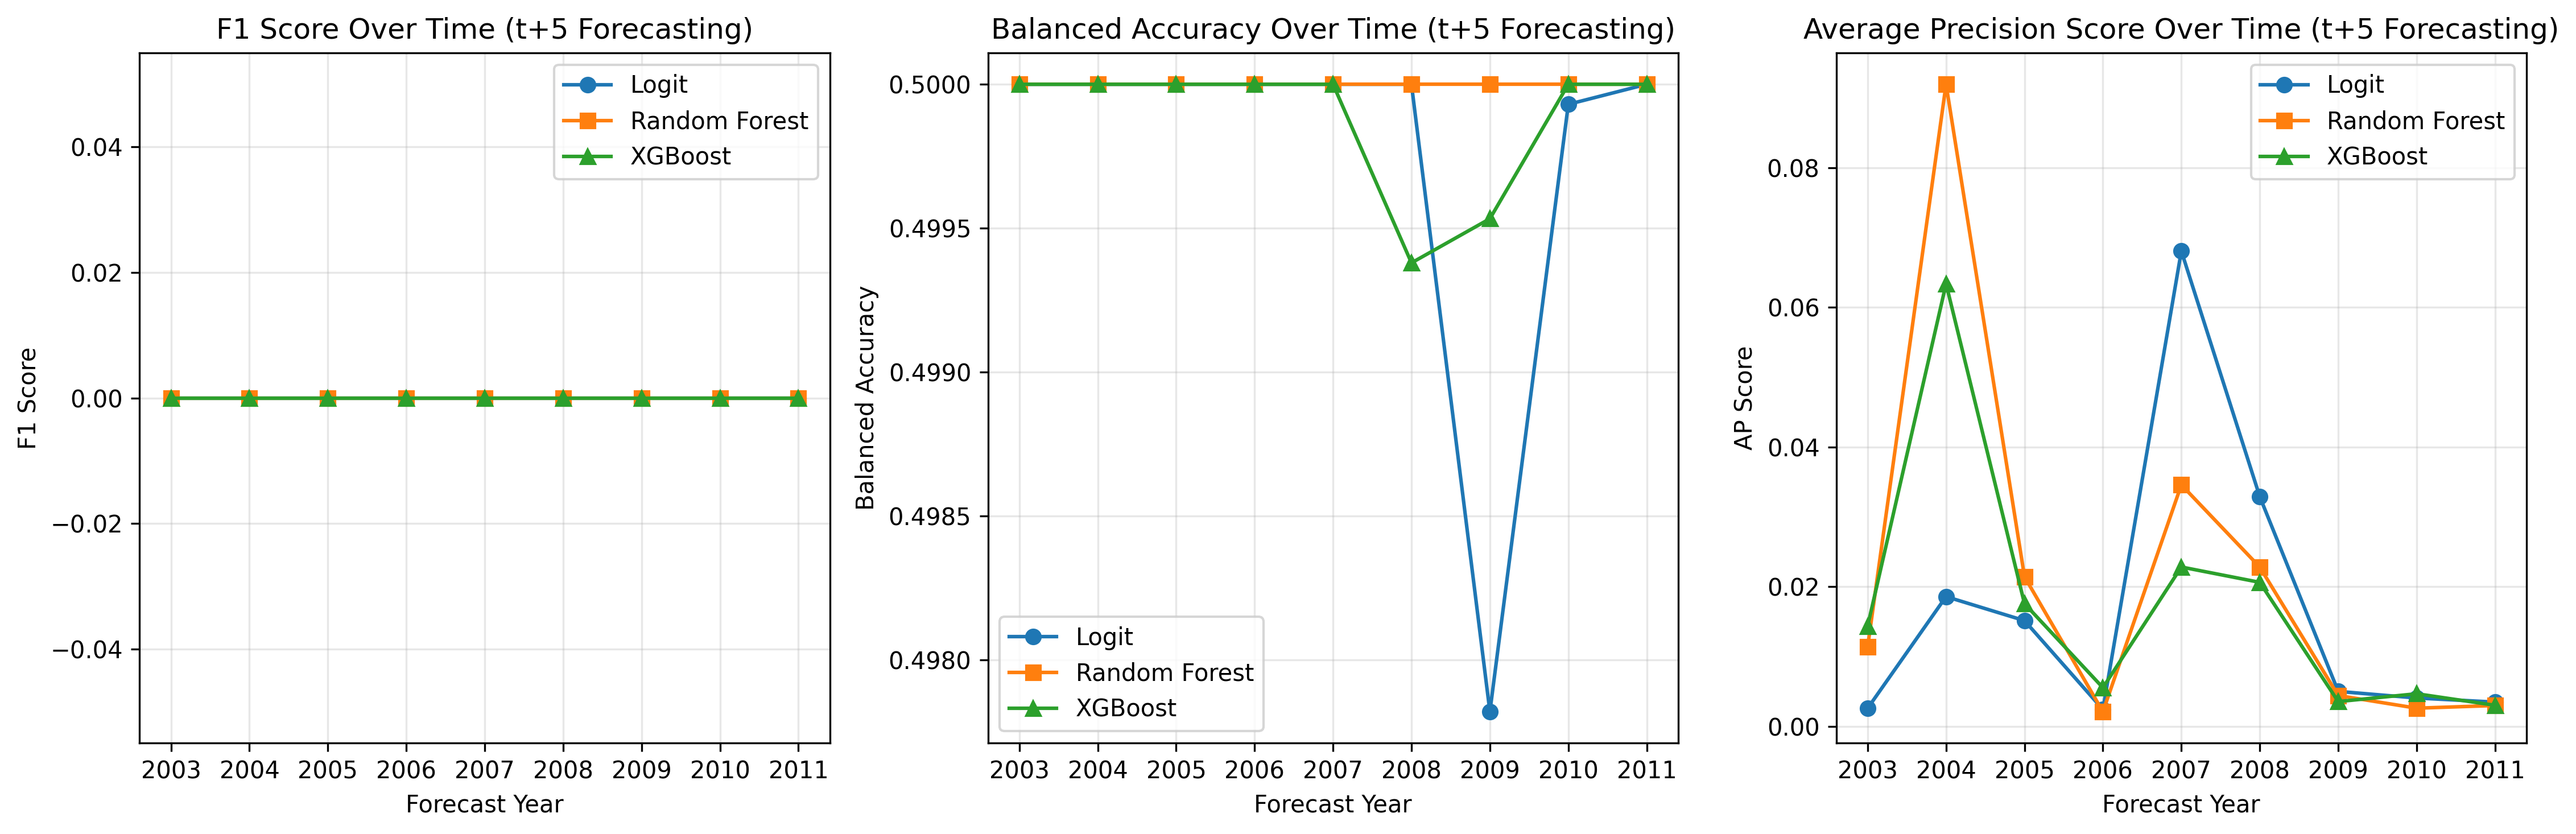 F1 Score Over Time (t+5 Forecasting)
F1 Score
0.04
0.02
0.00
−0.02
−0.04
2003 2004 2005 2006 2007 2008 2009 2010 2011
Forecast Year
Logit
Random Forest
XGBoost
Balanced Accuracy Over Time (t+5 Forecasting)
Balanced Accuracy
0.5000
0.4995
0.4990
0.4985
0.4980
2003 2004 2005 2006 2007 2008 2009 2010 2011
Forecast Year
Logit
Random Forest
XGBoost
Average Precision Score Over Time (t+5 Forecasting)
AP Score
0.08
0.06
0.04
0.02
0.00
2003 2004 2005 2006 2007 2008 2009 2010 2011
Forecast Year
Logit
Random Forest
XGBoost